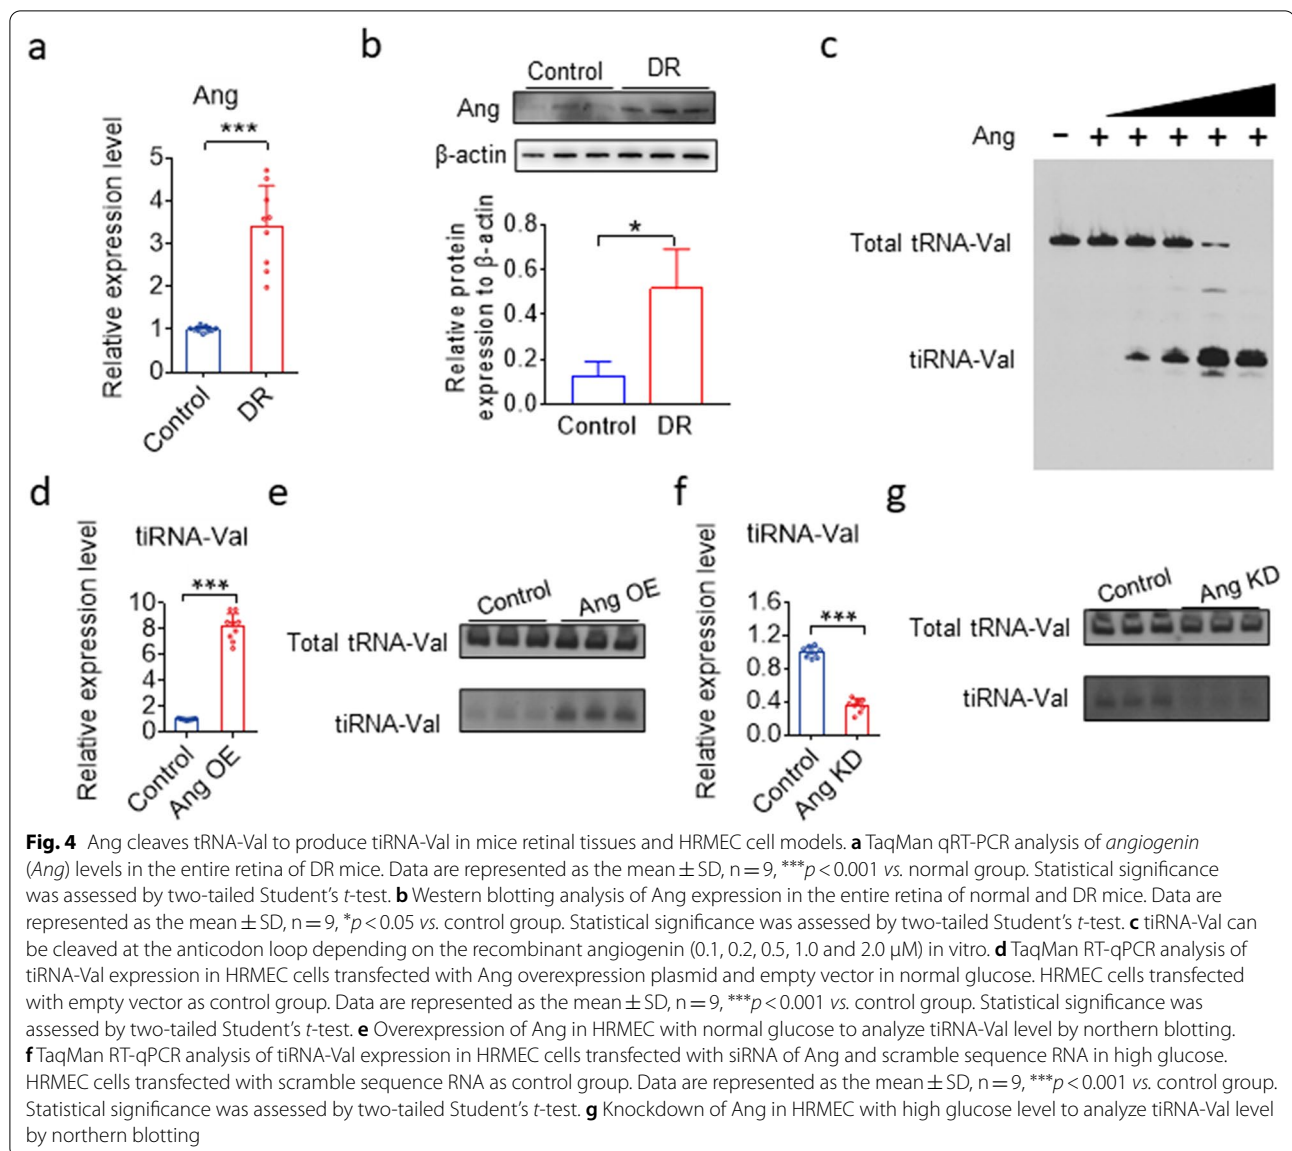 a
Ang
***
Relative expression level
5
4
3
2
1
0
Control
DR
b
Control DR
Ang
β-actin
Relative protein
expression to β-actin
*
0.8
0.6
0.4
0.2
0.0
Control DR
c
Ang - + + + + +
Total tRNA-Val
tiRNA-Val
d
tiRNA-Val
Relative expression level
***
10
8
6
4
2
0
Control
Ang OE
e
Control Ang OE
Total tRNA-Val
tiRNA-Val
f
tiRNA-Val
Relative expression level
***
1.6
1.2
0.8
0.4
0.0
Control
Ang KD
g
Control Ang KD
Total tRNA-Val
tiRNA-Val
Fig. 4 Ang cleaves tRNA-Val to produce tiRNA-Val in mice retinal tissues and HRMEC cell models. a TaqMan qRT-PCR analysis of angiogenin
(Ang) levels in the entire retina of DR mice. Data are represented as the mean ± SD, n = 9, ***p < 0.001 vs. normal group. Statistical significance
was assessed by two-tailed Student's t-test. b Western blotting analysis of Ang expression in the entire retina of normal and DR mice. Data are
represented as the mean ± SD, n = 9, *p < 0.05 vs. control group. Statistical significance was assessed by two-tailed Student's t-test. c tiRNA-Val can
be cleaved at the anticodon loop depending on the recombinant angiogenin (0.1, 0.2, 0.5, 1.0 and 2.0 μM) in vitro. d TaqMan RT-qPCR analysis of
tiRNA-Val expression in HRMEC cells transfected with Ang overexpression plasmid and empty vector in normal glucose. HRMEC cells transfected
with empty vector as control group. Data are represented as the mean ± SD, n = 9, ***p < 0.001 vs. control group. Statistical significance was
assessed by two-tailed Student's t-test. e Overexpression of Ang in HRMEC with normal glucose to analyze tiRNA-Val level by northern blotting.
f TaqMan RT-qPCR analysis of tiRNA-Val expression in HRMEC cells transfected with siRNA of Ang and scramble sequence RNA in high glucose.
HRMEC cells transfected with scramble sequence RNA as control group. Data are represented as the mean ± SD, n = 9, ***p < 0.001 vs. control group.
Statistical significance was assessed by two-tailed Student's t-test. g Knockdown of Ang in HRMEC with high glucose level to analyze tiRNA-Val level
by northern blotting